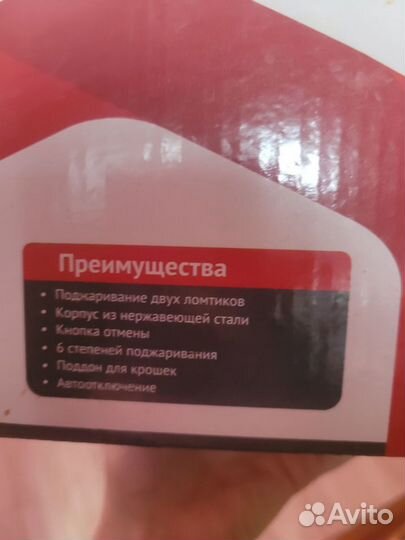 Преимущества
• Поджаривание двух ломтиков
• Корпус из нержавеющей стали
• Кнопка отмены
• 6 степеней поджаривания
• Поддон для крошек
• Автоотключение
Avito